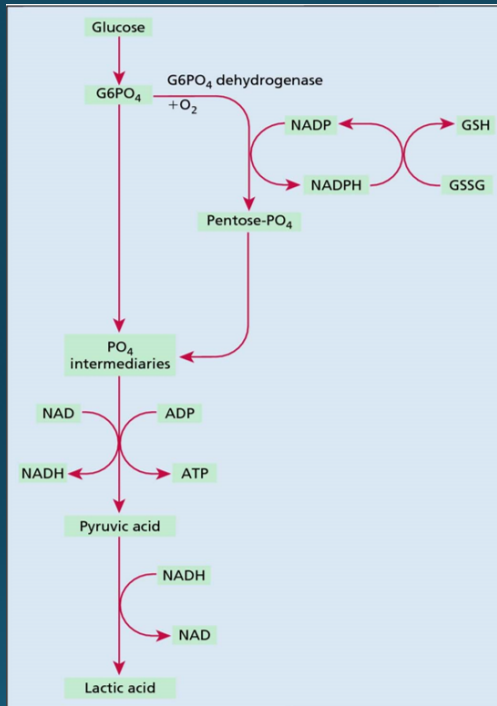 Glucose
G6PO₄ dehydrogenase
G6PO₄
+O₂
NADP
GSH
NADPH
GSSG
Pentose-PO₄
PO₄
intermediaries
NAD
ADP
NADH
ATP
Pyruvic acid
NADH
NAD
Lactic acid